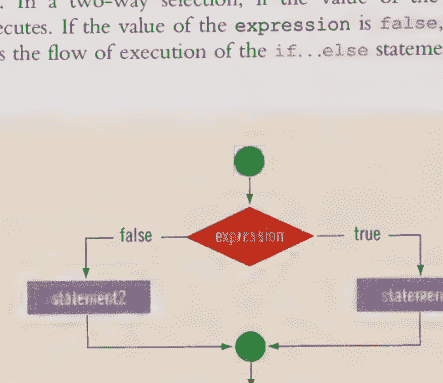 . In a two-way selection, if the value of the
ecutes. If the value of the expression is false,
s the flow of execution of the if...else stateme
false
expression
true
statement2
statemen